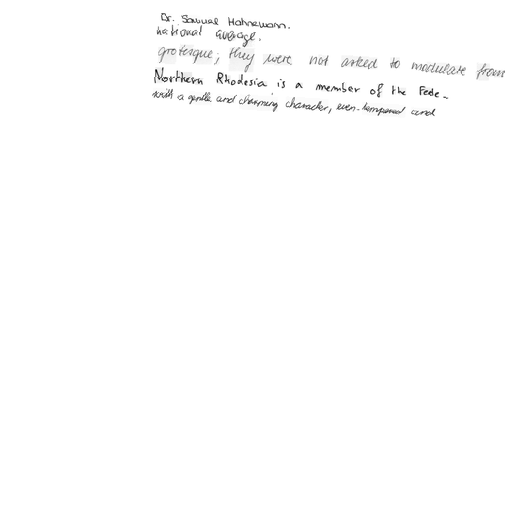 Dr. Samuel Hahnemann.
national average.
grotesque; they were not asked to modulate from
Northern Rhodesia is a member of the Fede-
with a gentle and charming character, even-tempered and